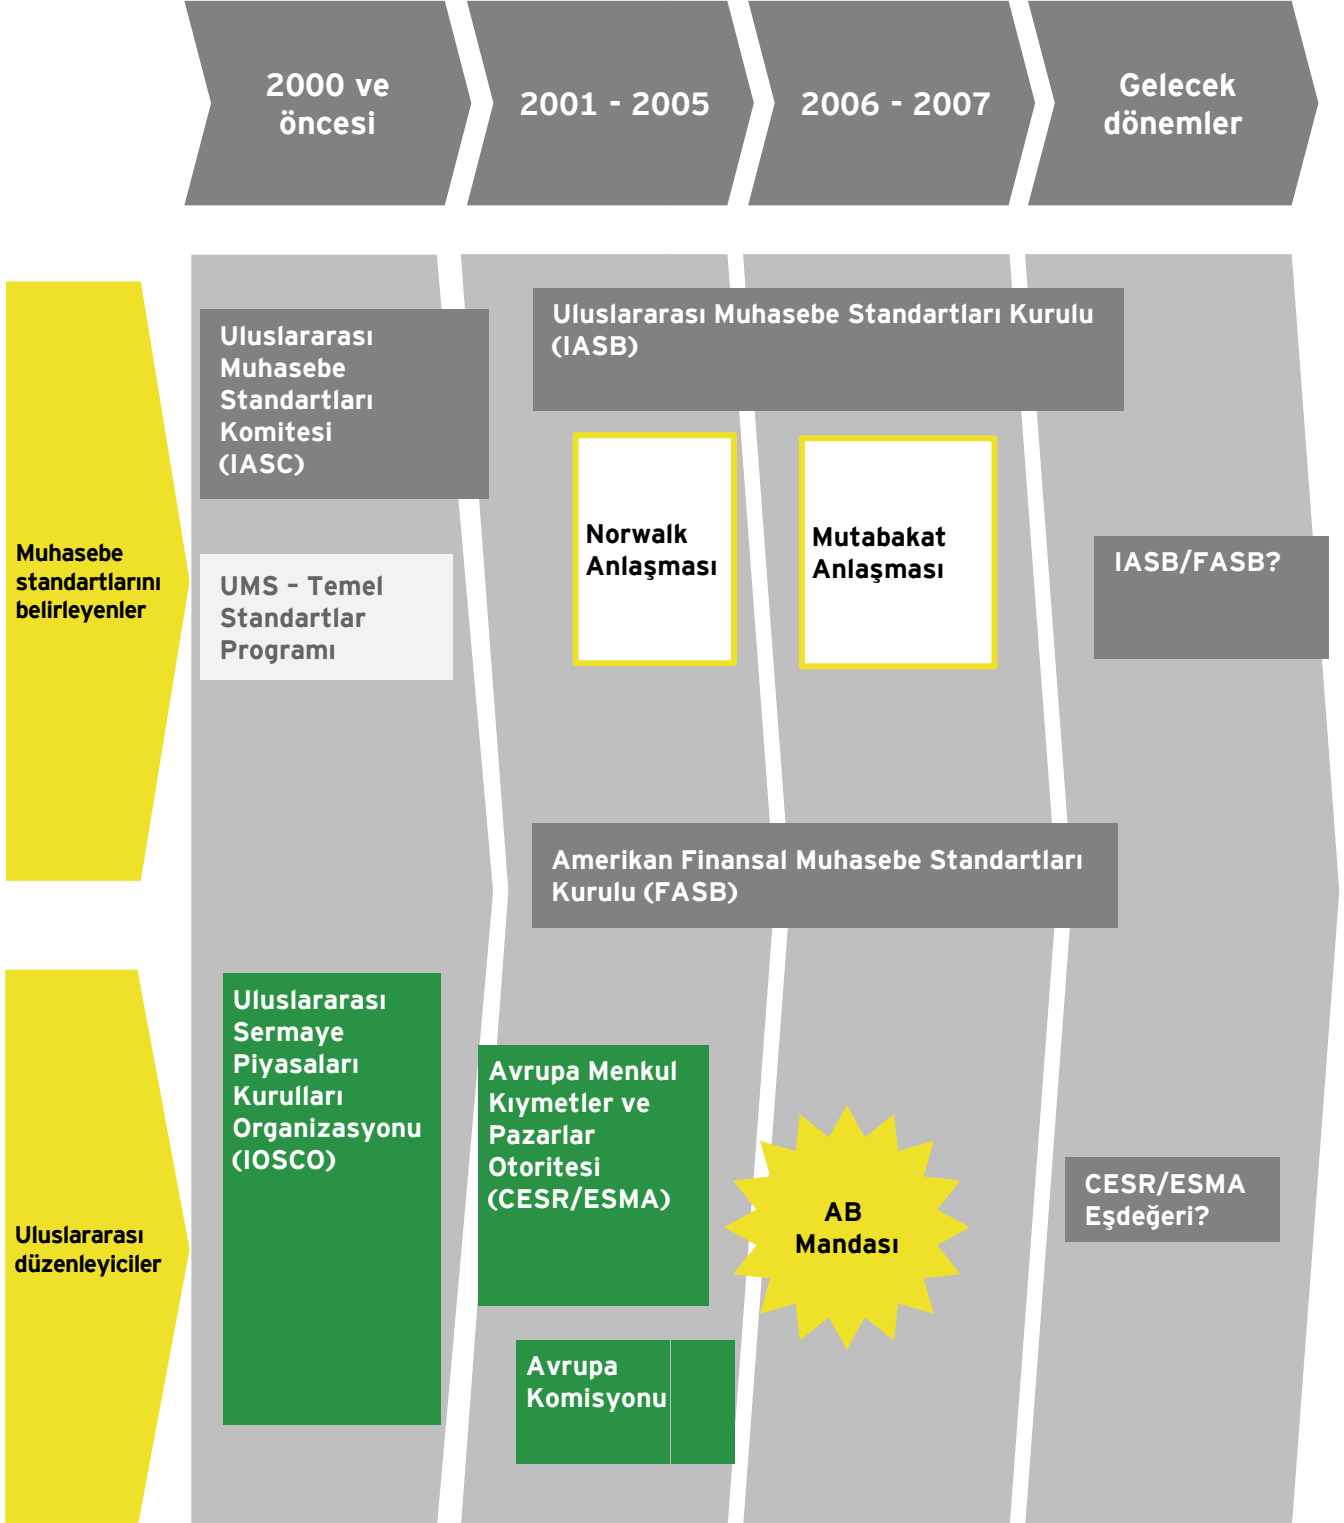 2000 ve
öncesi
2001 - 2005
2006 - 2007
Gelecek
dönemler
Muhasebe
standartlarını
belirleyenler
Uluslararası
Muhasebe
Standartları
Komitesi
(IASC)
UMS – Temel
Standartlar
Programı
Uluslararası Muhasebe Standartları Kurulu
(IASB)
Norwalk
Anlaşması
Mutabakat
Anlaşması
IASB/FASB?
Amerikan Finansal Muhasebe Standartları
Kurulu (FASB)
Uluslararası
düzenleyiciler
Uluslararası
Sermaye
Piyasaları
Kurulları
Organizasyonu
(IOSCO)
Avrupa Menkul
Kıymetler ve
Pazarlar
Otoritesi
(CESR/ESMA)
Avrupa
Komisyonu
AB
Mandası
CESR/ESMA
Eşdeğeri?